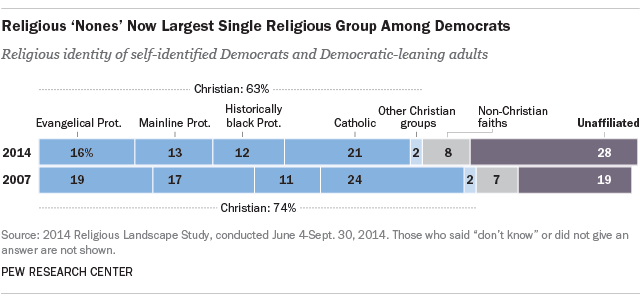 Religious ‘Nones’ Now Largest Single Religious Group Among Democrats
Religious identity of self-identified Democrats and Democratic-leaning adults
Christian: 63%
Evangelical Prot.
Mainline Prot.
Historically
black Prot.
Catholic
Other Christian
groups
Non-Christian
faiths
Unaffiliated
2014 16% 13 12 21 2 8 28
2007 19 17 11 24 2 7 19
Christian: 74%
Source: 2014 Religious Landscape Study, conducted June 4-Sept. 30, 2014. Those who said “don’t know” or did not give an
answer are not shown.
PEW RESEARCH CENTER